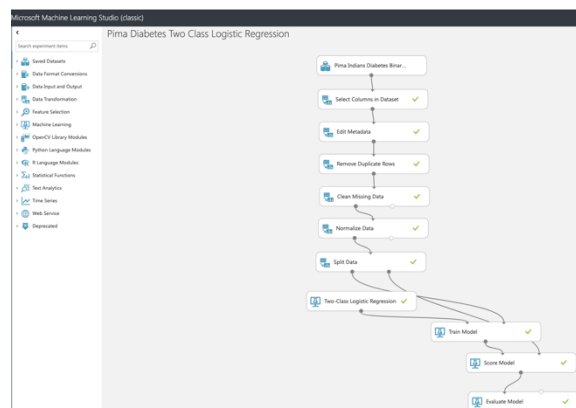 Microsoft Machine Learning Studio (classic)
Pima Diabetes Two Class Logistic Regression
Search experiment items
Saved Datasets
Data Format Conversions
Data Input and Output
Data Transformation
Feature Selection
Machine Learning
OpenCV Library Modules
Python Language Modules
R Language Modules
Statistical Functions
Text Analytics
Time Series
Web Service
Deprecated
Pima Indians Diabetes Binar...
Select Columns in Dataset
Edit Metadata
Remove Duplicate Rows
Clean Missing Data
Normalize Data
Split Data
Two-Class Logistic Regression
Train Model
Score Model
Evaluate Model